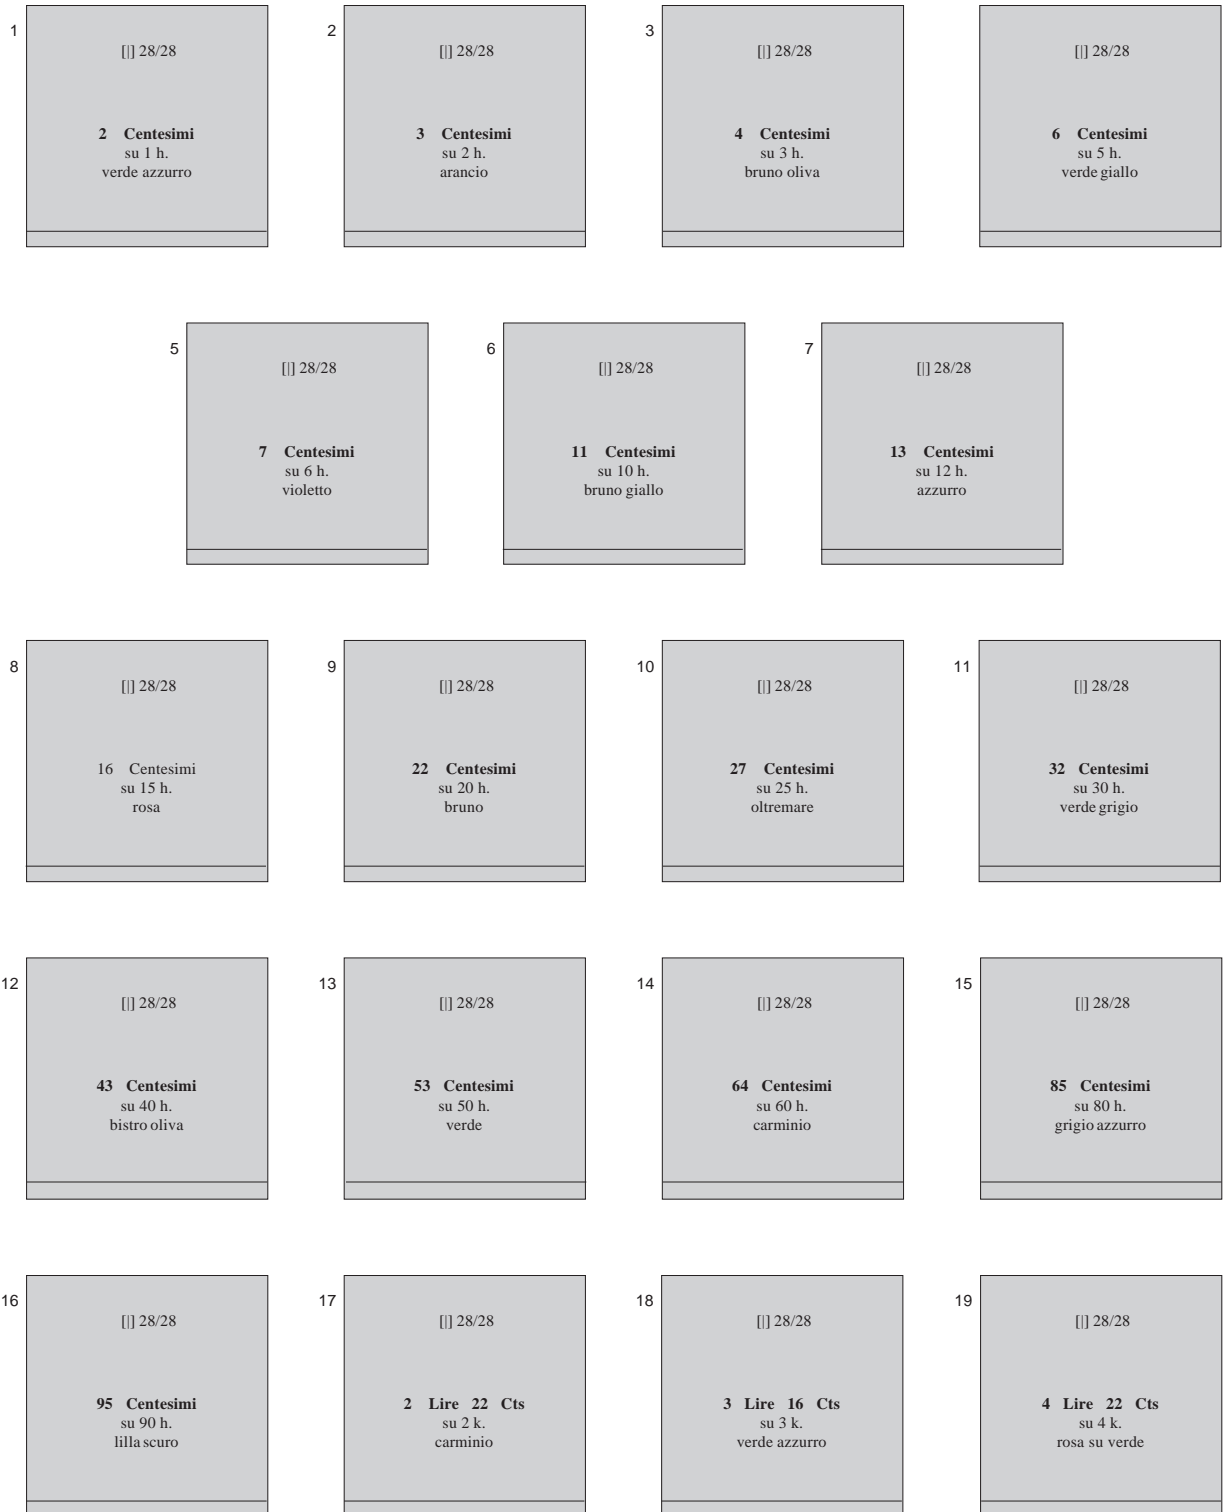 1
[|] 28/28
2 Centesimi
su 1 h.
verde azzurro
2
[|] 28/28
3 Centesimi
su 2 h.
arancio
3
[|] 28/28
4 Centesimi
su 3 h.
bruno oliva
[|] 28/28
6 Centesimi
su 5 h.
verde giallo
5
[|] 28/28
7 Centesimi
su 6 h.
violetto
6
[|] 28/28
11 Centesimi
su 10 h.
bruno giallo
7
[|] 28/28
13 Centesimi
su 12 h.
azzurro
8
[|] 28/28
16 Centesimi
su 15 h.
rosa
9
[|] 28/28
22 Centesimi
su 20 h.
bruno
10
[|] 28/28
27 Centesimi
su 25 h.
oltremare
11
[|] 28/28
32 Centesimi
su 30 h.
verde grigio
12
[|] 28/28
43 Centesimi
su 40 h.
bistro oliva
13
[|] 28/28
53 Centesimi
su 50 h.
verde
14
[|] 28/28
64 Centesimi
su 60 h.
carminio
15
[|] 28/28
85 Centesimi
su 80 h.
grigio azzurro
16
[|] 28/28
95 Centesimi
su 90 h.
lilla scuro
17
[|] 28/28
2 Lire 22 Cts
su 2 k.
carminio
18
[|] 28/28
3 Lire 16 Cts
su 3 k.
verde azzurro
19
[|] 28/28
4 Lire 22 Cts
su 4 k.
rosa su verde